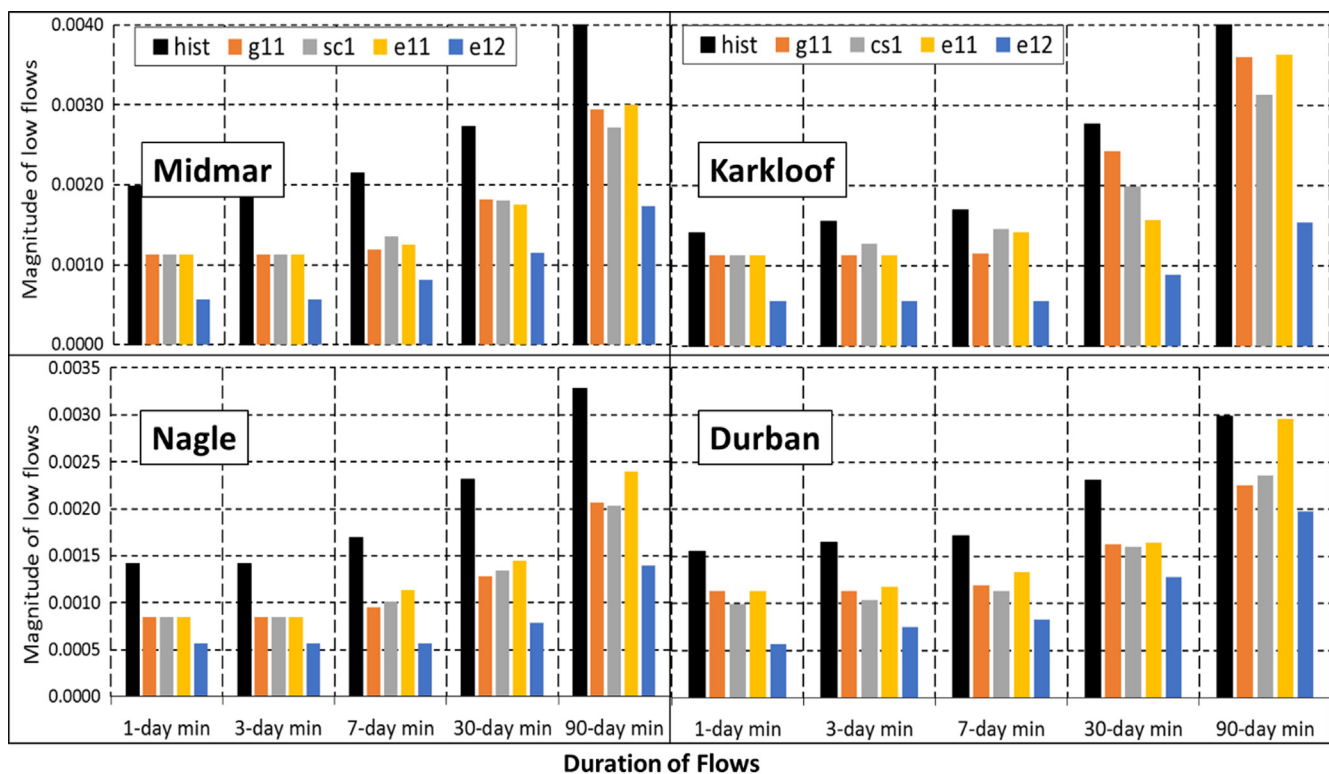 hist g11 sc1 e11 e12
hist g11 cs1 e11 e12
Magnitude of low flows
0.0040
0.0030
0.0020
0.0010
0.0000
Midmar
Karkloof
Magnitude of low flows
0.0035
0.0030
0.0025
0.0020
0.0015
0.0010
0.0005
0.0000
Nagle
Durban
1-day min 3-day min 7-day min 30-day min 90-day min
1-day min 3-day min 7-day min 30-day min 90-day min
Duration of Flows